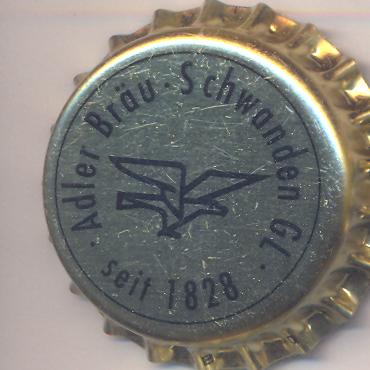 Adler Bräu · Schwanden GL ·
seit 1828 ·